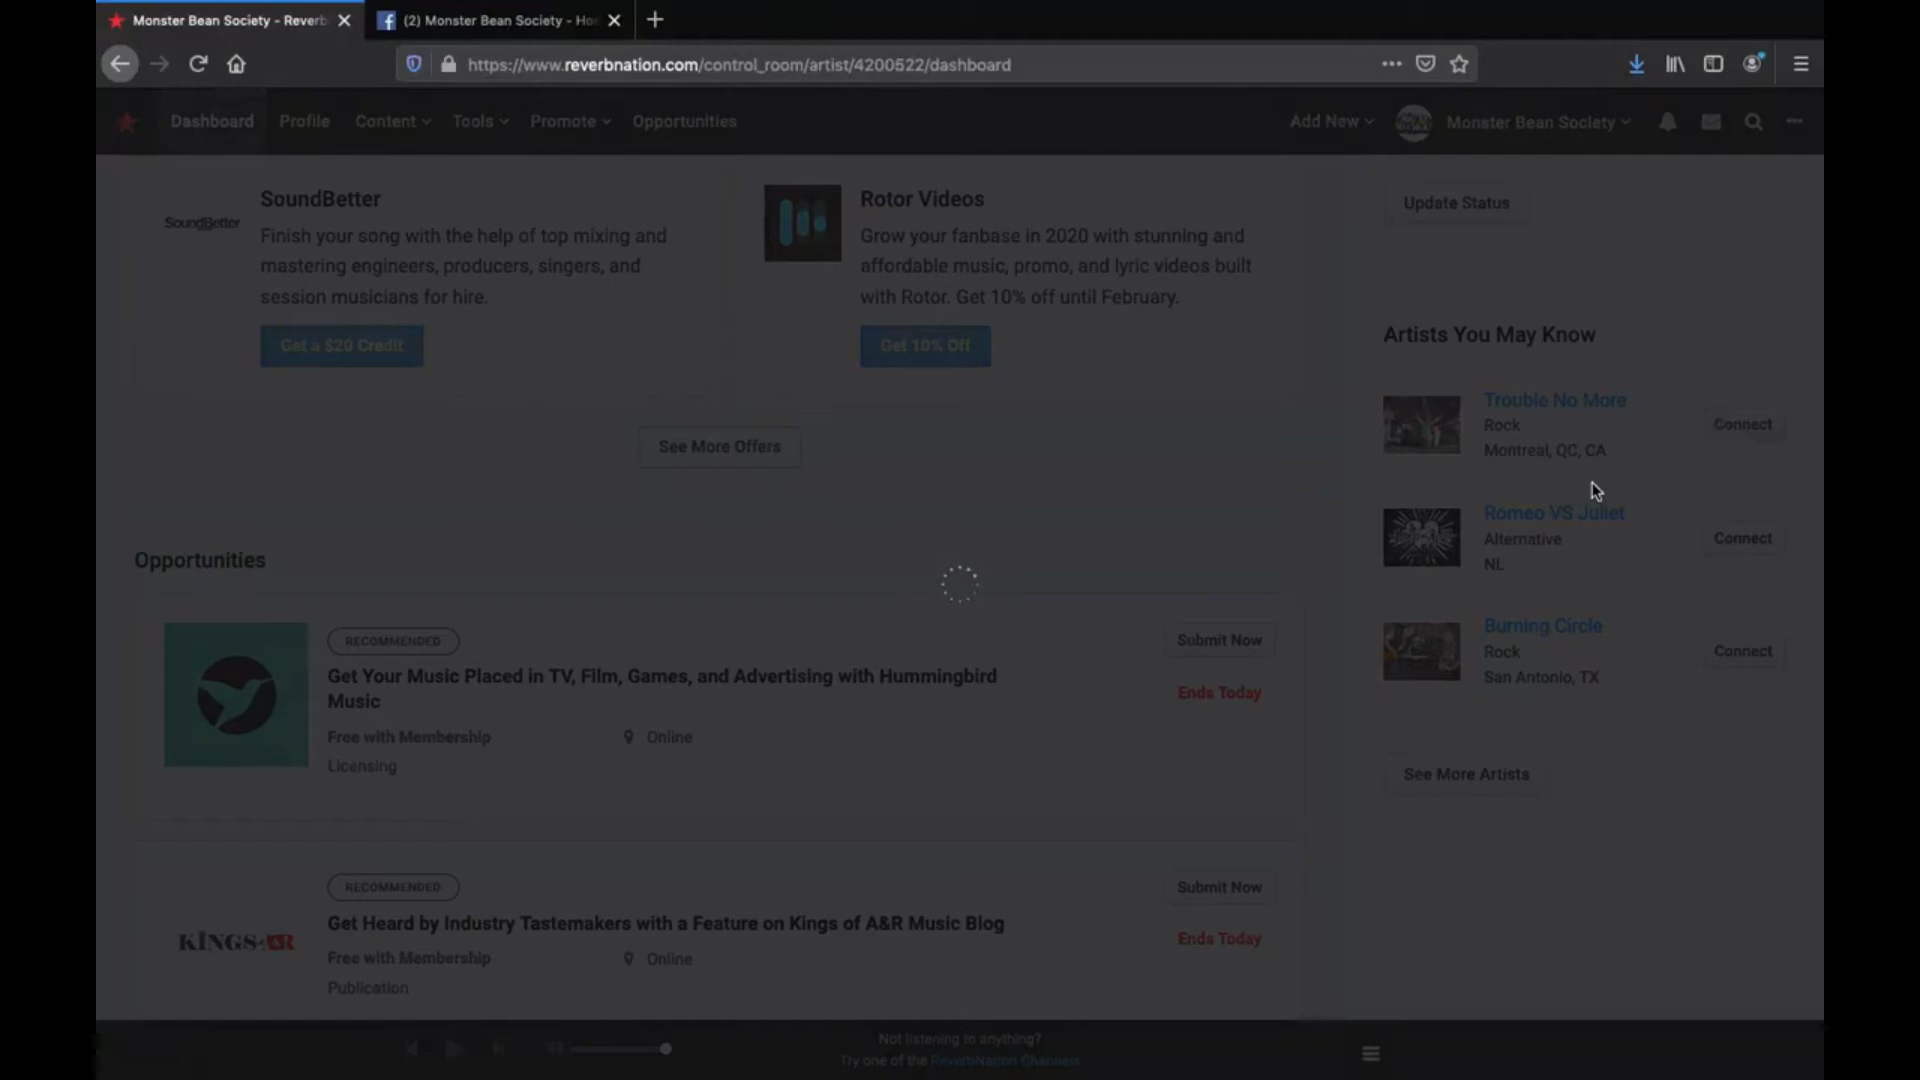 Monster Bean Society - Reverb
(2) Monster Bean Society - Ho
https://www.reverbnation.com/control_room/artist/4200522/dashboard
Dashboard
Profile
Content
Tools
Promote
Opportunities
Add New
Monster Bean Society
SoundBetter
SoundBetter
Finish your song with the help of top mixing and
mastering engineers, producers, singers, and
session musicians for hire.
Get a $20 Credit
Rotor Videos
Grow your fanbase in 2020 with stunning and
affordable music, promo, and lyric videos built
with Rotor. Get 10% off until February.
Get 10% Off
See More Offers
Update Status
Artists You May Know
Trouble No More
Rock
Montreal, QC, CA
Connect
Romeo VS Juliet
Alternative
NL
Connect
Burning Circle
Rock
San Antonio, TX
Connect
See More Artists
Opportunities
RECOMMENDED
Get Your Music Placed in TV, Film, Games, and Advertising with Hummingbird
Music
Free with Membership
Online
Licensing
Submit Now
Ends Today
KINGS of A&R
RECOMMENDED
Get Heard by Industry Tastemakers with a Feature on Kings of A&R Music Blog
Free with Membership
Online
Publication
Submit Now
Ends Today
Not listening to anything?
Try one of the ReverbNation Channels